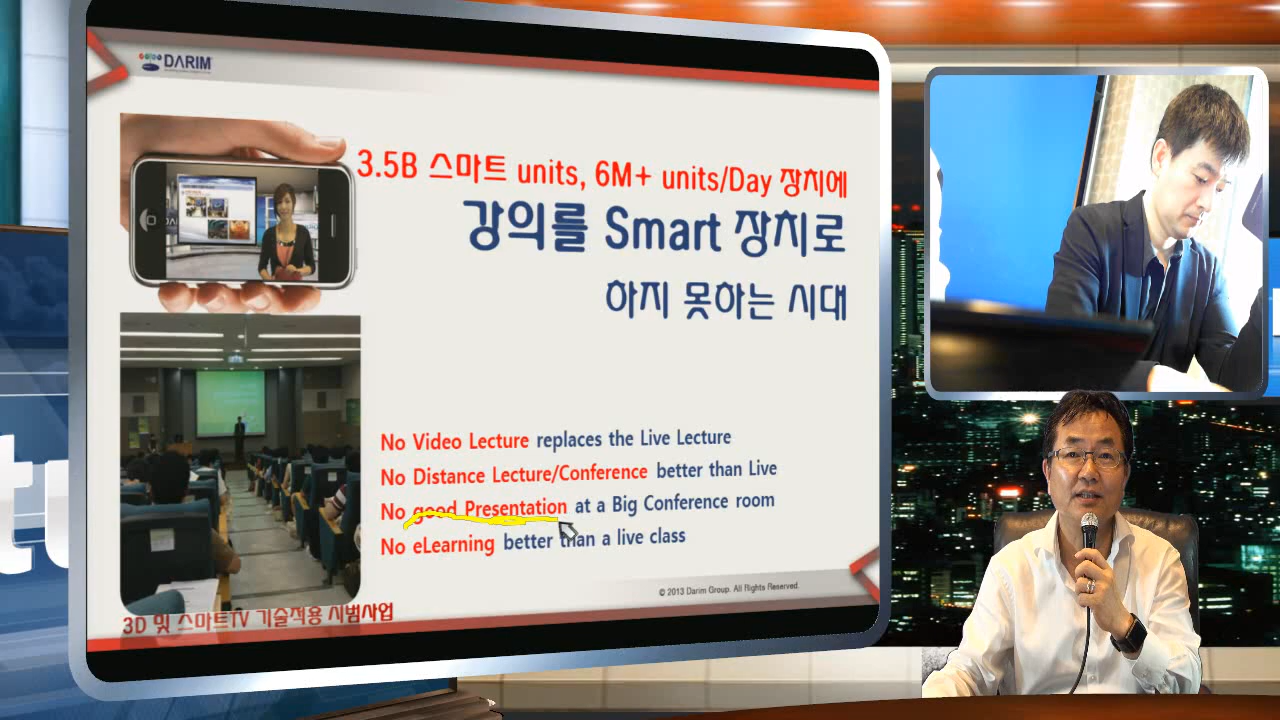 DARIM
3.5B 스마트 units, 6M+ units/Day 장치에
강의를 Smart 장치로
하지 못하는 시대
No Video Lecture replaces the Live Lecture
No Distance Lecture/Conference better than Live
No good Presentation at a Big Conference room
No eLearning better than a live class
© 2013 Darim Group. All Rights Reserved.
3D 및 스마트TV 기술적용 시범사업
tu